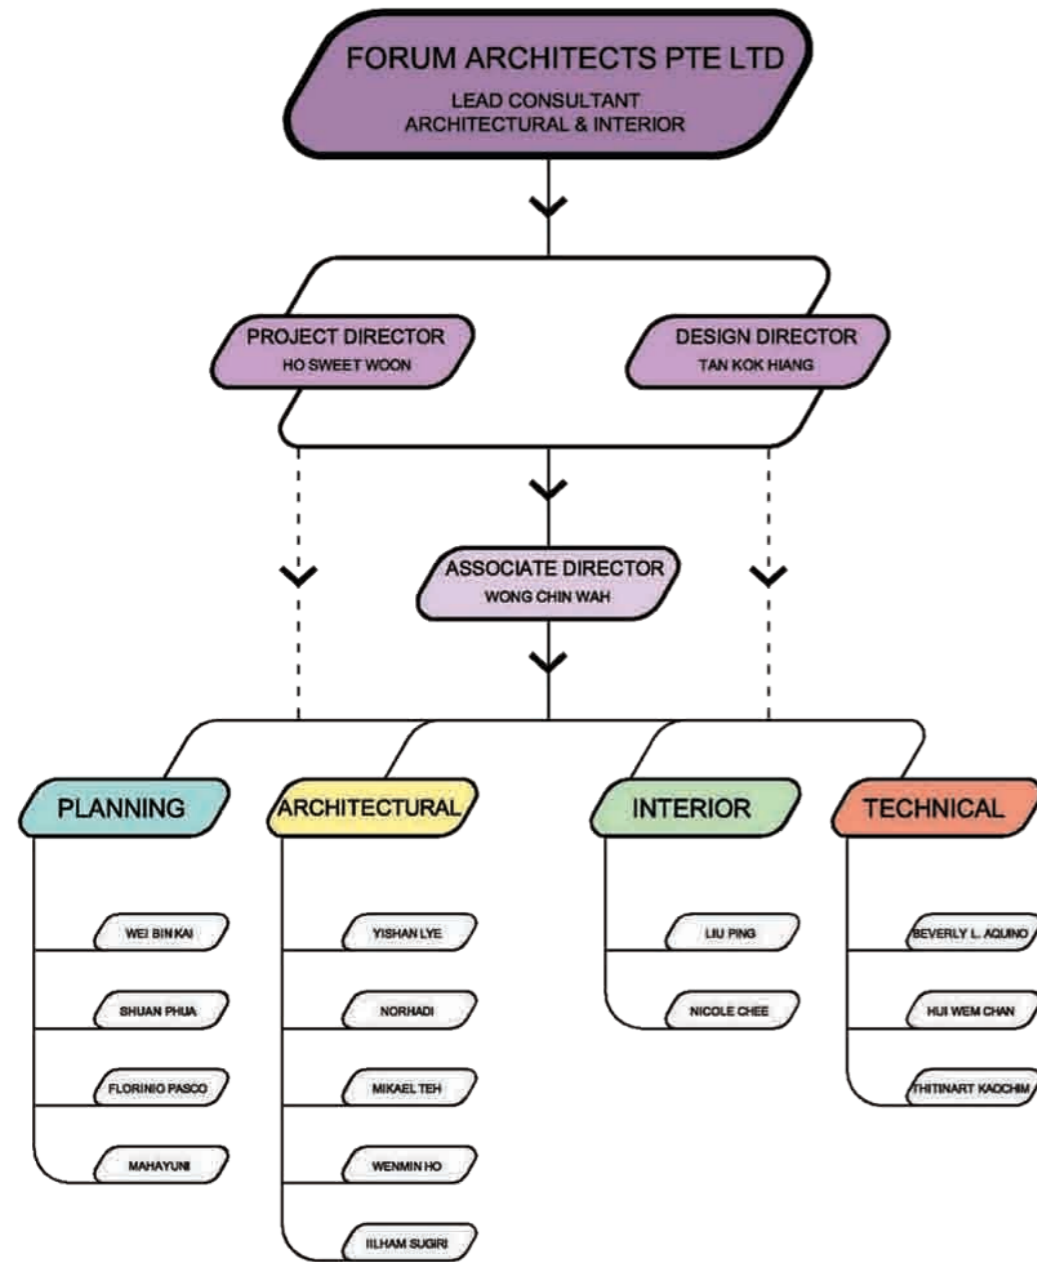 FORUM ARCHITECTS PTE LTD
LEAD CONSULTANT
ARCHITECTURAL & INTERIOR
PROJECT DIRECTOR
HO SWEET WOON
DESIGN DIRECTOR
TAN KOK HIANG
ASSOCIATE DIRECTOR
WONG CHIN WAH
PLANNING
WEI BIN KAI
SHUAN PHUA
FLORINIO PASCO
MAHAYUNI
ARCHITECTURAL
YISHAN LYE
NORHADI
MIKAEL TEH
WENMIN HO
IILHAM SUGIRI
INTERIOR
LIU PING
NICOLE CHEE
TECHNICAL
BEVERLY L. AQUINO
HUI WEM CHAN
THITINART KAOCHIM